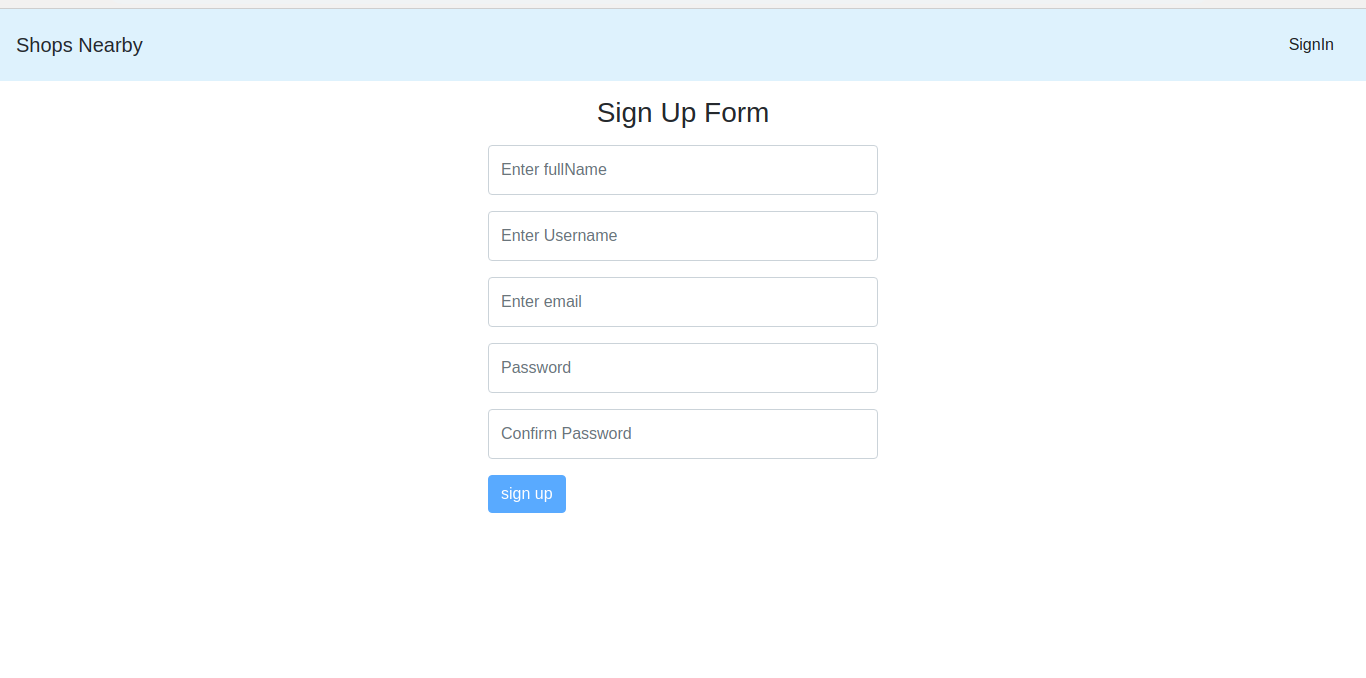 Shops Nearby
SignIn
Sign Up Form
Enter fullName
Enter Username
Enter email
Password
Confirm Password
sign up